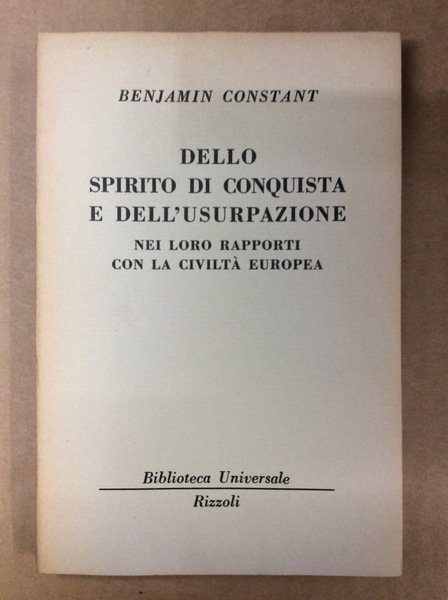 BENJAMIN CONSTANT
DELLO
SPIRITO DI CONQUISTA
E DELL'USURPAZIONE
NEI LORO RAPPORTI
CON LA CIVILTÀ EUROPEA
Biblioteca Universale
Rizzoli